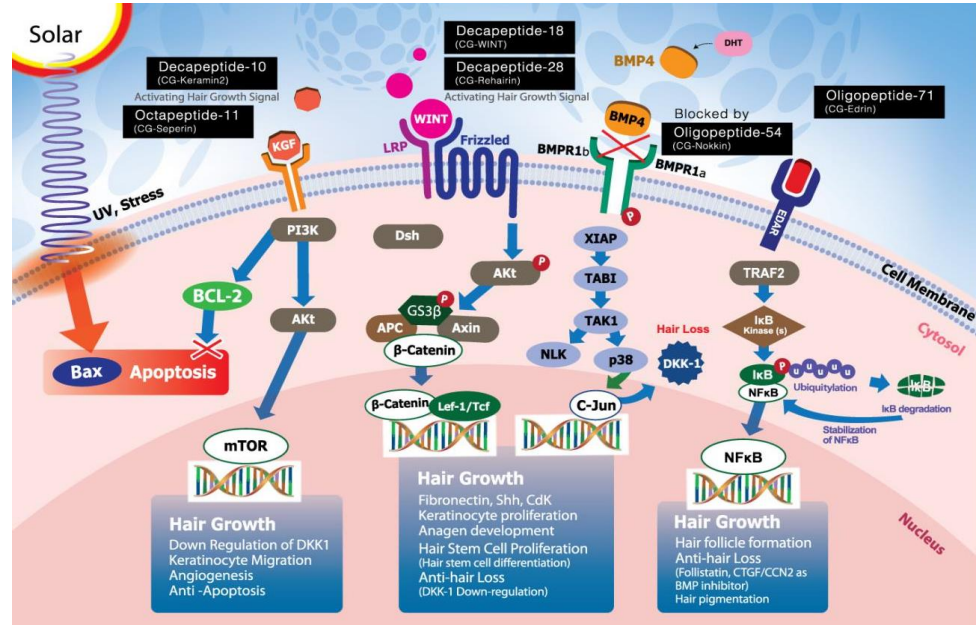 Solar
Decapeptide-10
(CG-Keramin2)
Activating Hair Growth Signal
Octapeptide-11
(CG-Seperin)
Decapeptide-18
(CG-WINT)
Decapeptide-28
(CG-Rehairin)
Activating Hair Growth Signal
BMP4
DHT
Blocked by
Oligopeptide-54
(CG-Nokkin)
Oligopeptide-71
(CG-Edrin)
KGF
WINT
LRP
Frizzled
BMP4
BMPR1b
BMPR1a
EDAR
UV, Stress
Cell Membrane
Cytosol
Nucleus
PI3K
BCL-2
AKt
Bax
Apoptosis
mTOR
Dsh
AKt
P
GS3β
P
APC
Axin
β-Catenin
β-Catenin
Lef-1/Tcf
P
XIAP
TABI
TAK1
NLK
p38
Hair Loss
DKK-1
C-Jun
TRAF2
IκB
Kinase (s)
IκB
P
NFκB
u u u u u
Ubiquitylation
IκB
IκB degradation
Stabilization
of NFκB
NFκB
Hair Growth
Down Regulation of DKK1
Keratinocyte Migration
Angiogenesis
Anti -Apoptosis
Hair Growth
Fibronectin, Shh, CdK
Keratinocyte proliferation
Anagen development
Hair Stem Cell Proliferation
(Hair stem cell differentiation)
Anti-hair Loss
(DKK-1 Down-regulation)
Hair Growth
Hair follicle formation
Anti-hair Loss
(Follistatin, CTGF/CCN2 as
BMP inhibitor)
Hair pigmentation